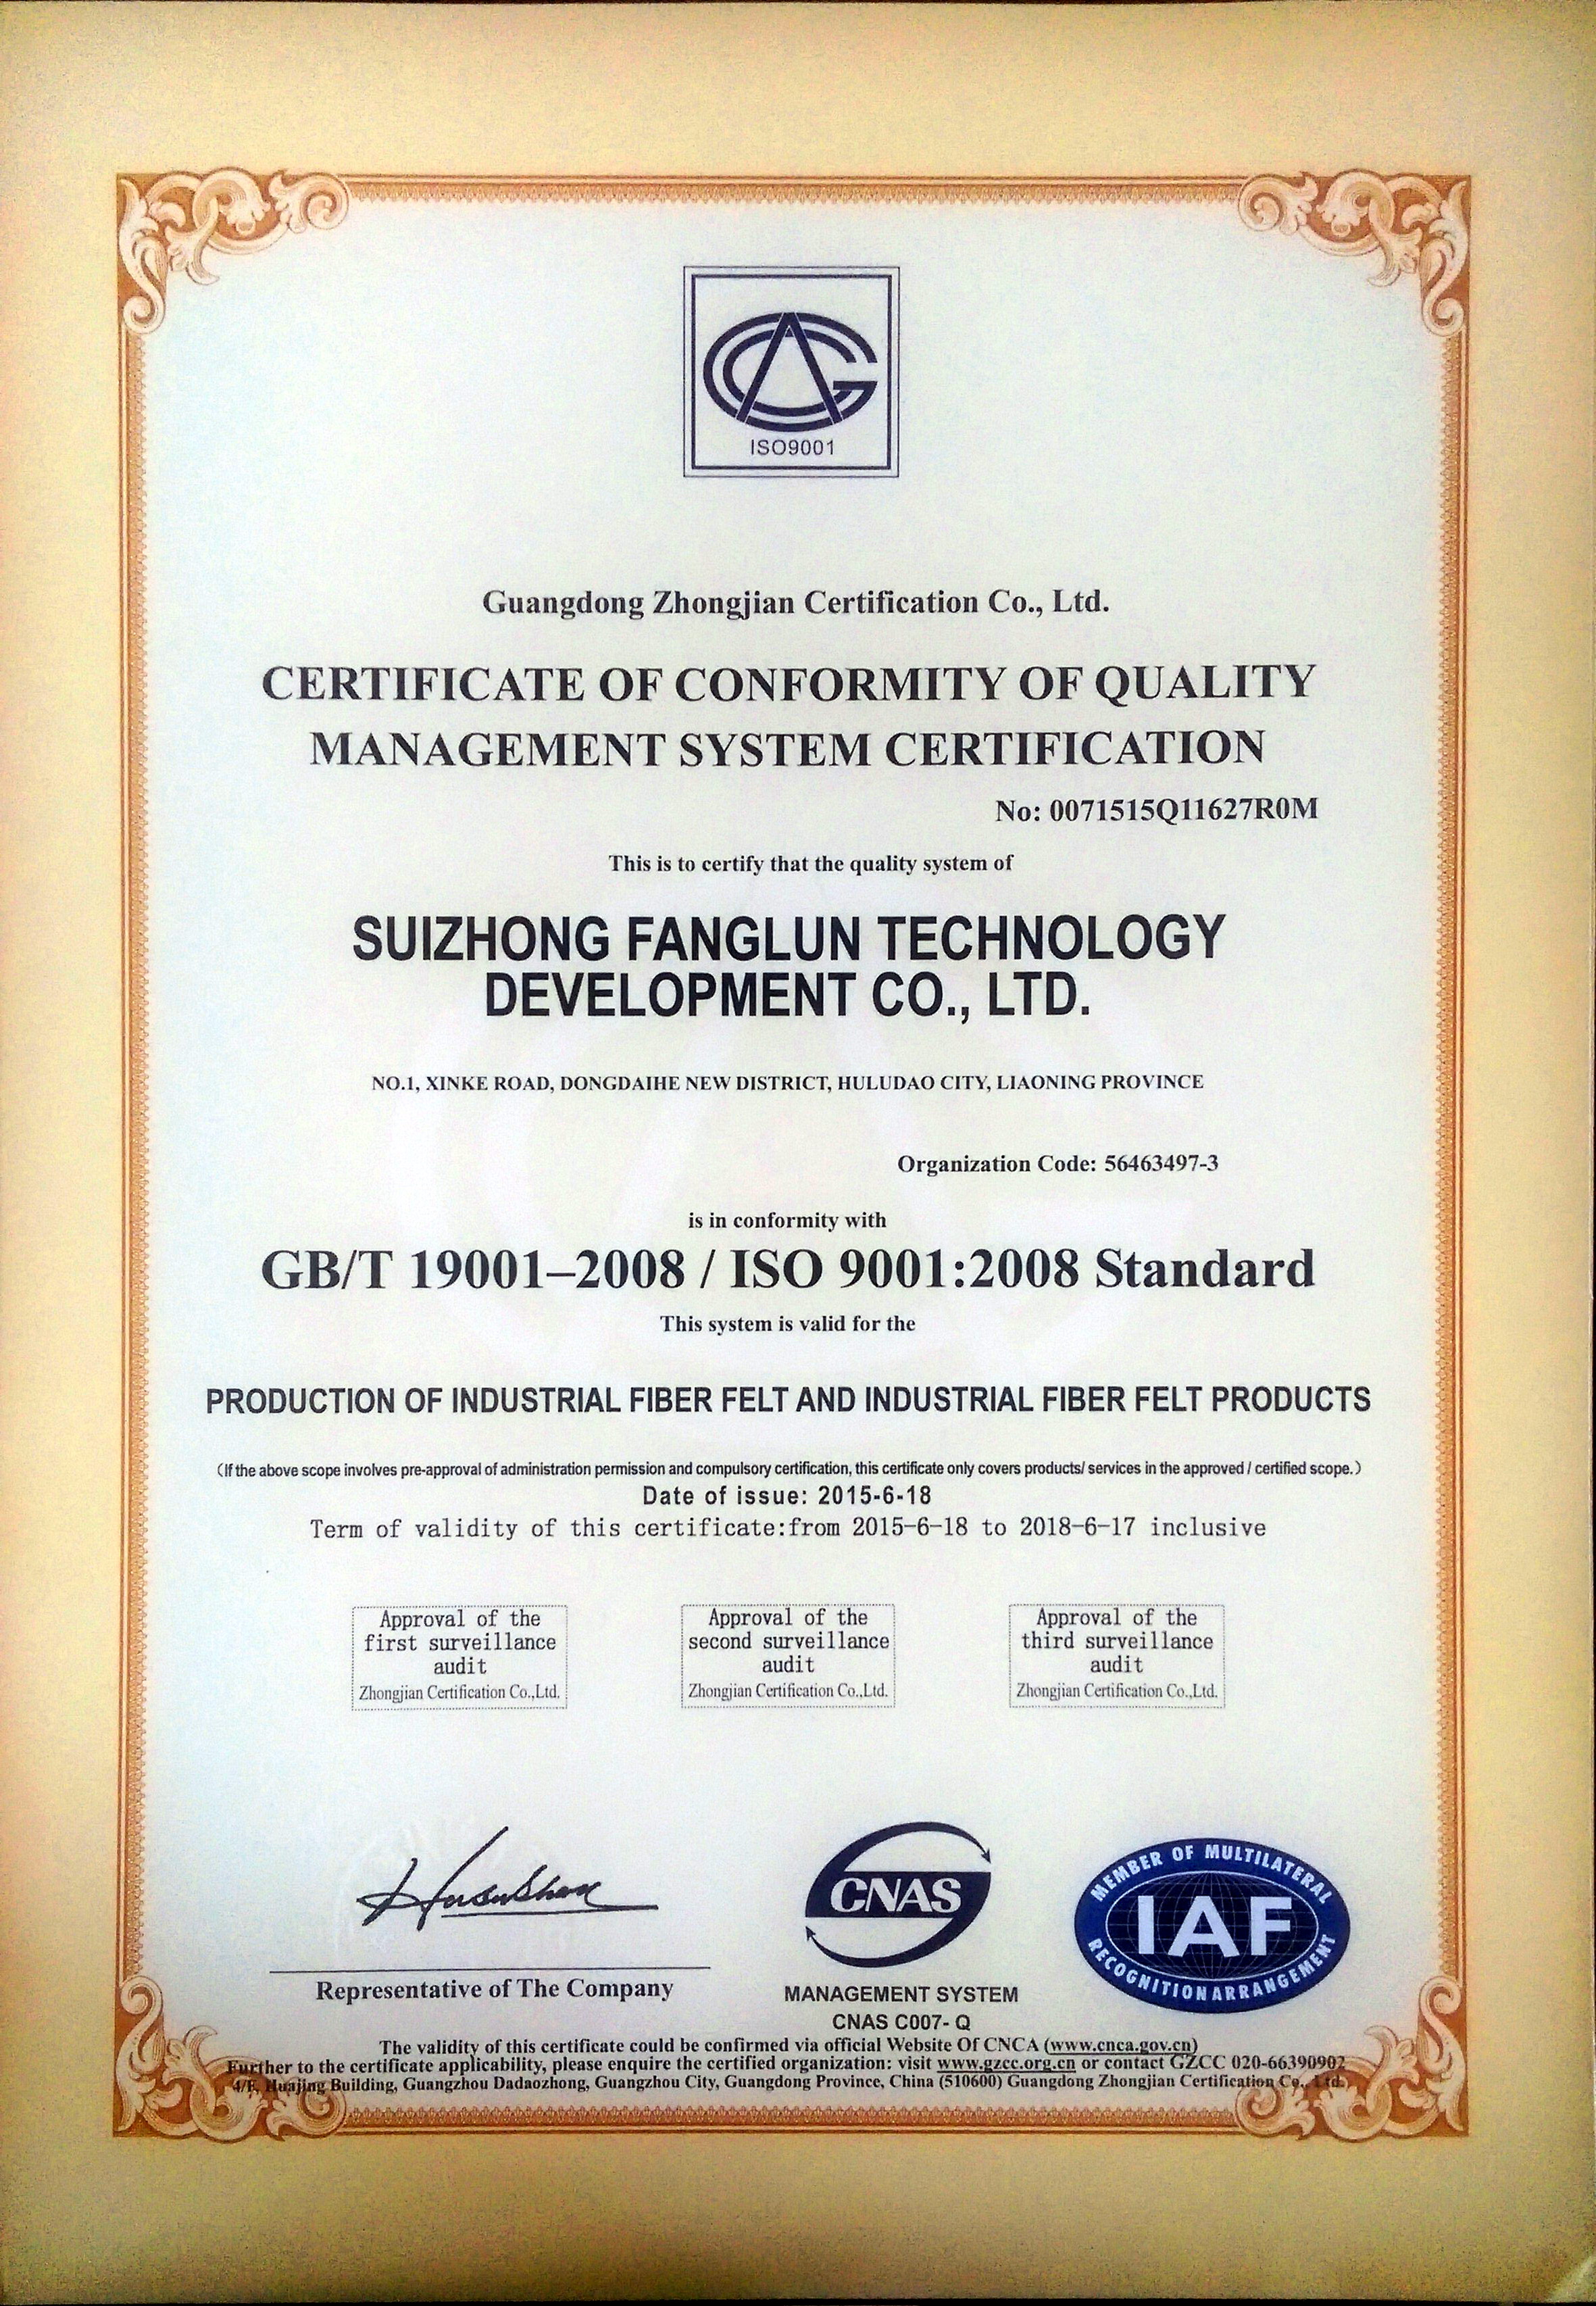 ISO9001
Guangdong Zhongjian Certification Co., Ltd.
CERTIFICATE OF CONFORMITY OF QUALITY
MANAGEMENT SYSTEM CERTIFICATION
No: 0071515Q11627R0M
This is to certify that the quality system of
SUIZHONG FANGLUN TECHNOLOGY
DEVELOPMENT CO., LTD.
NO.1, XINKE ROAD, DONGDAIHE NEW DISTRICT, HULUDAO CITY, LIAONING PROVINCE
Organization Code: 56463497-3
is in conformity with
GB/T 19001–2008 / ISO 9001:2008 Standard
This system is valid for the
PRODUCTION OF INDUSTRIAL FIBER FELT AND INDUSTRIAL FIBER FELT PRODUCTS
(If the above scope involves pre-approval of administration permission and compulsory certification, this certificate only covers products/ services in the approved / certified scope.)
Date of issue: 2015-6-18
Term of validity of this certificate:from 2015-6-18 to 2018-6-17 inclusive
Approval of the
first surveillance
audit
Zhongjian Certification Co.,Ltd.
Approval of the
second surveillance
audit
Zhongjian Certification Co.,Ltd.
Approval of the
third surveillance
audit
Zhongjian Certification Co.,Ltd.
Representative of The Company
CNAS
MANAGEMENT SYSTEM
CNAS C007- Q
MEMBER OF MULTILATERAL
IAF
RECOGNITION ARRANGEMENT
The validity of this certificate could be confirmed via official Website Of CNCA (www.cnca.gov.cn)
Further to the certificate applicability, please enquire the certified organization: visit www.gzcc.org.cn or contact GZCC 020-66390902
4/F, Huajing Building, Guangzhou Dadaozhong, Guangzhou City, Guangdong Province, China (510600) Guangdong Zhongjian Certification Co., Ltd.